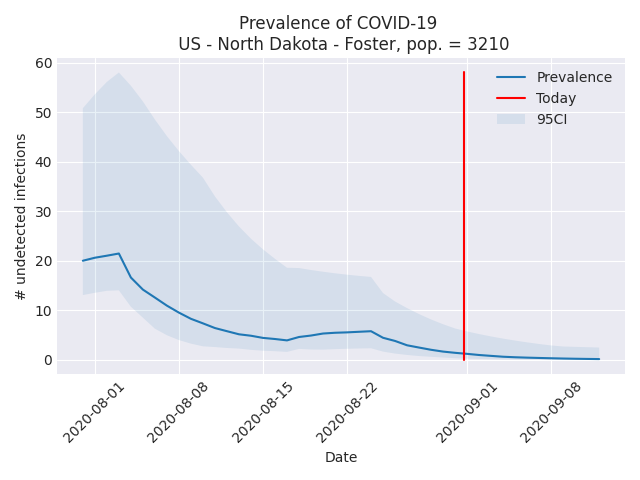 Prevalence of COVID-19
US - North Dakota - Foster, pop. = 3210
60
50
40
30
20
10
0
# undetected infections
Prevalence
Today
95CI
2020-08-01
2020-08-08
2020-08-15
2020-08-22
2020-09-01
2020-09-08
Date